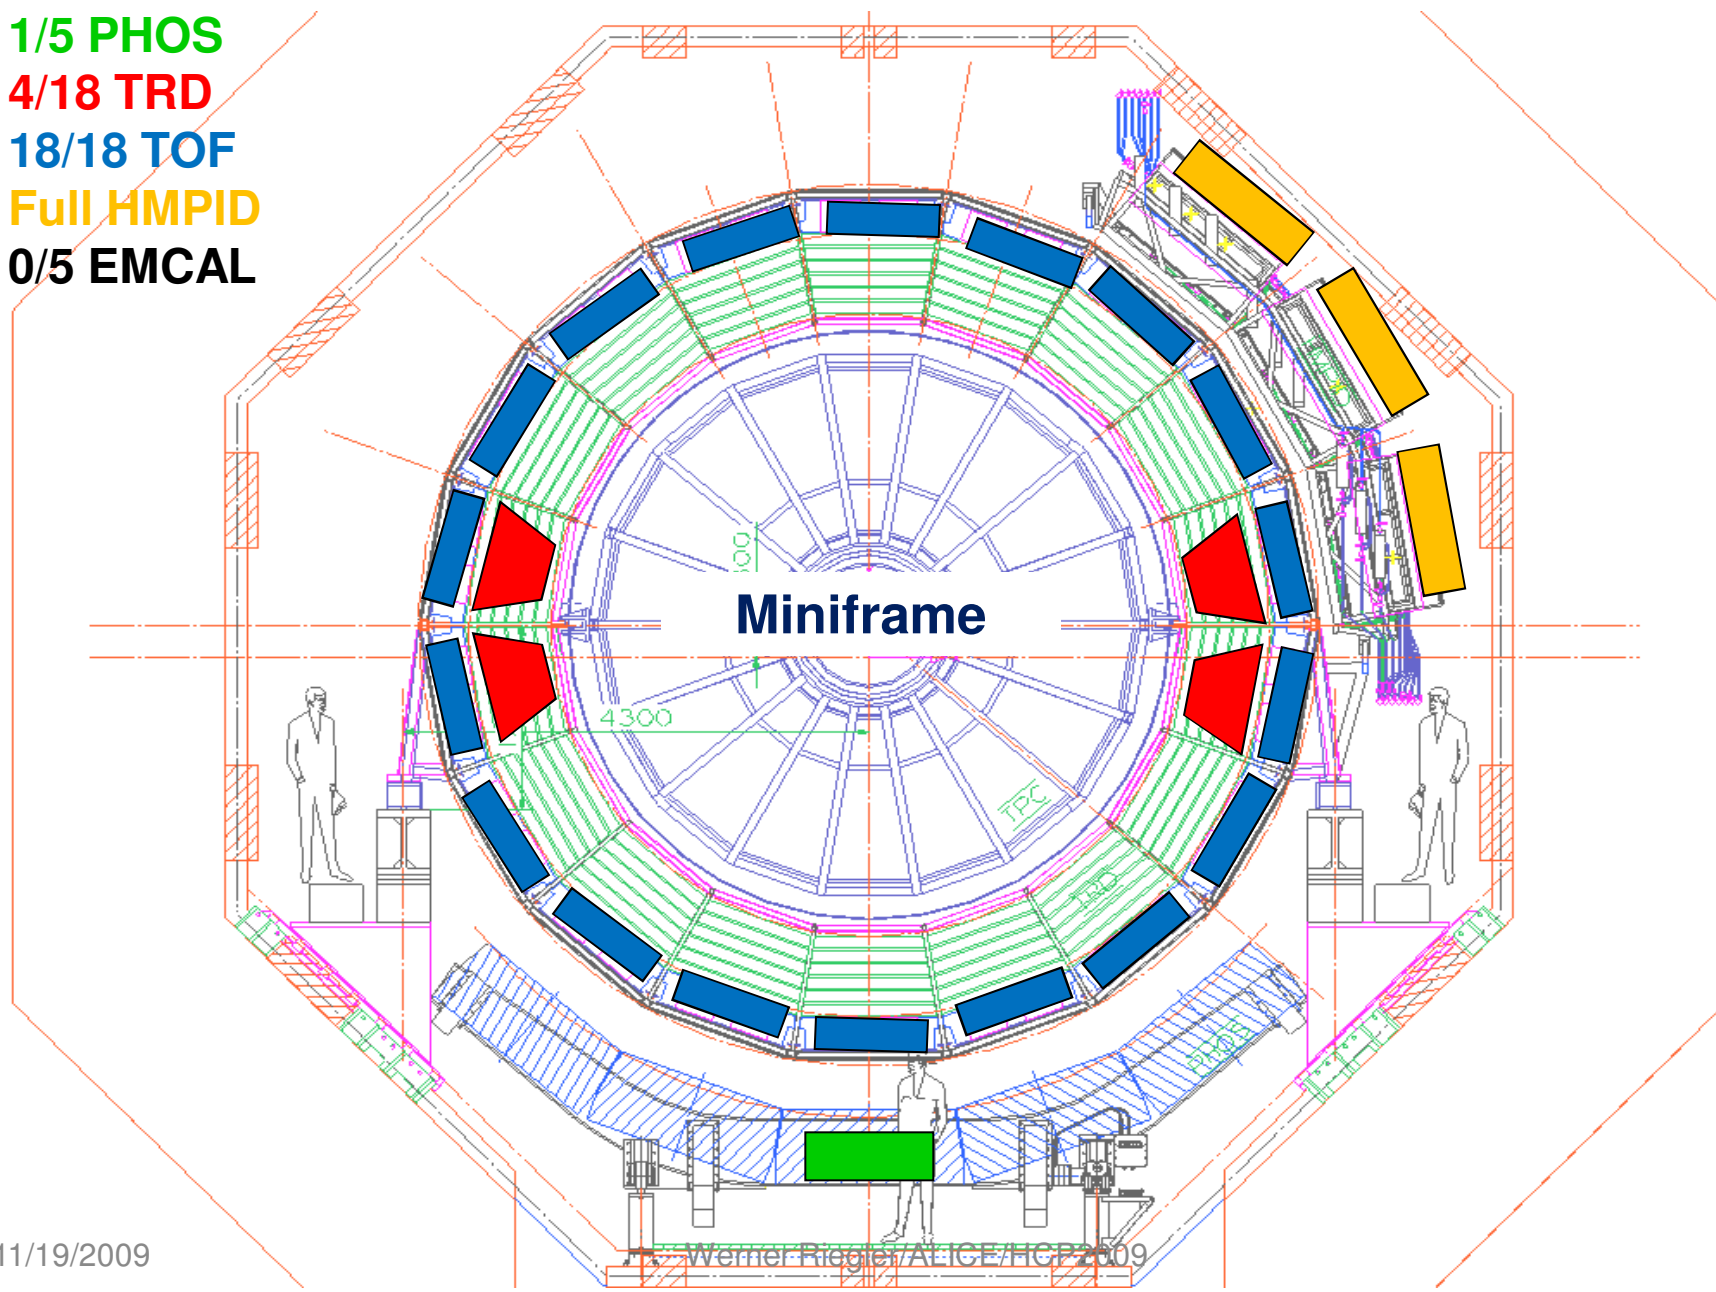 1/5 PHOS
4/18 TRD
18/18 TOF
Full HMPID
0/5 EMCAL
Miniframe
4300
TPC
TRD
PHOS
11/19/2009
Werner Riegler/ALICE/HCP2009